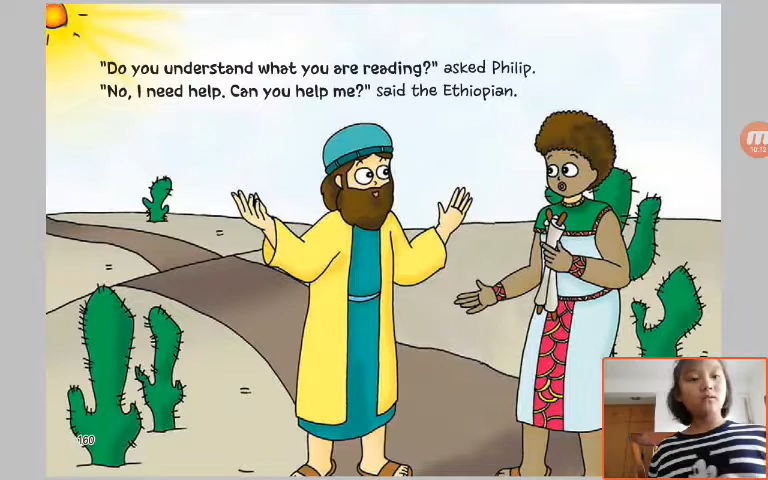 "Do you understand what you are reading?" asked Philip.
"No, I need help. Can you help me?" said the Ethiopian.
160